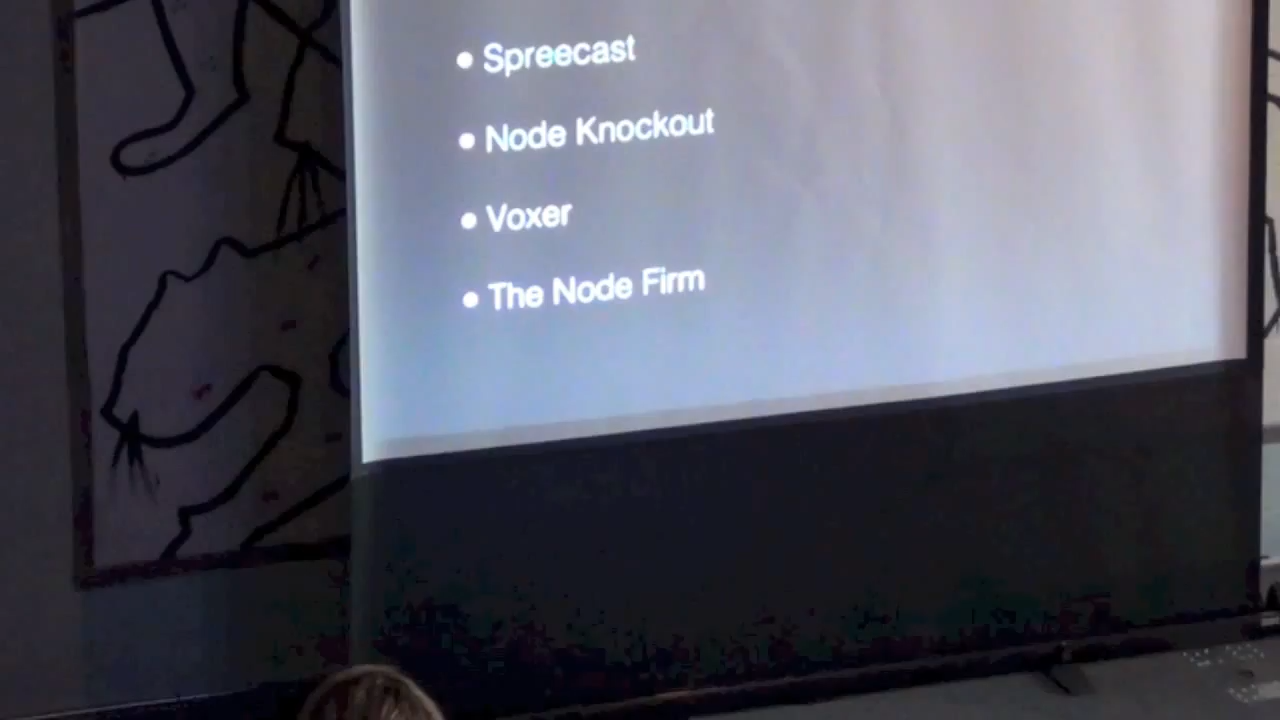 • Spreecast
• Node Knockout
• Voxer
• The Node Firm